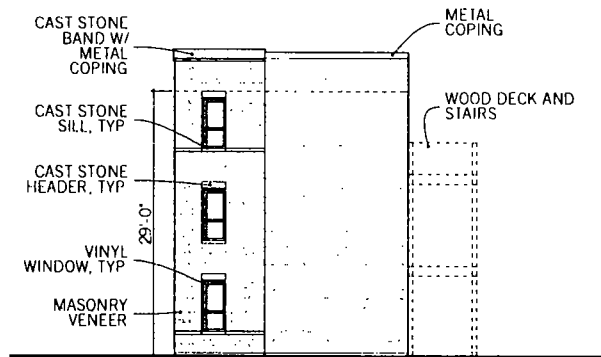 CAST STONE
BAND W/
METAL
COPING
CAST STONE
SILL, TYP
CAST STONE
HEADER, TYP
29'-0"
VINYL
WINDOW, TYP
MASONRY
VENEER
METAL
COPING
WOOD DECK AND
STAIRS